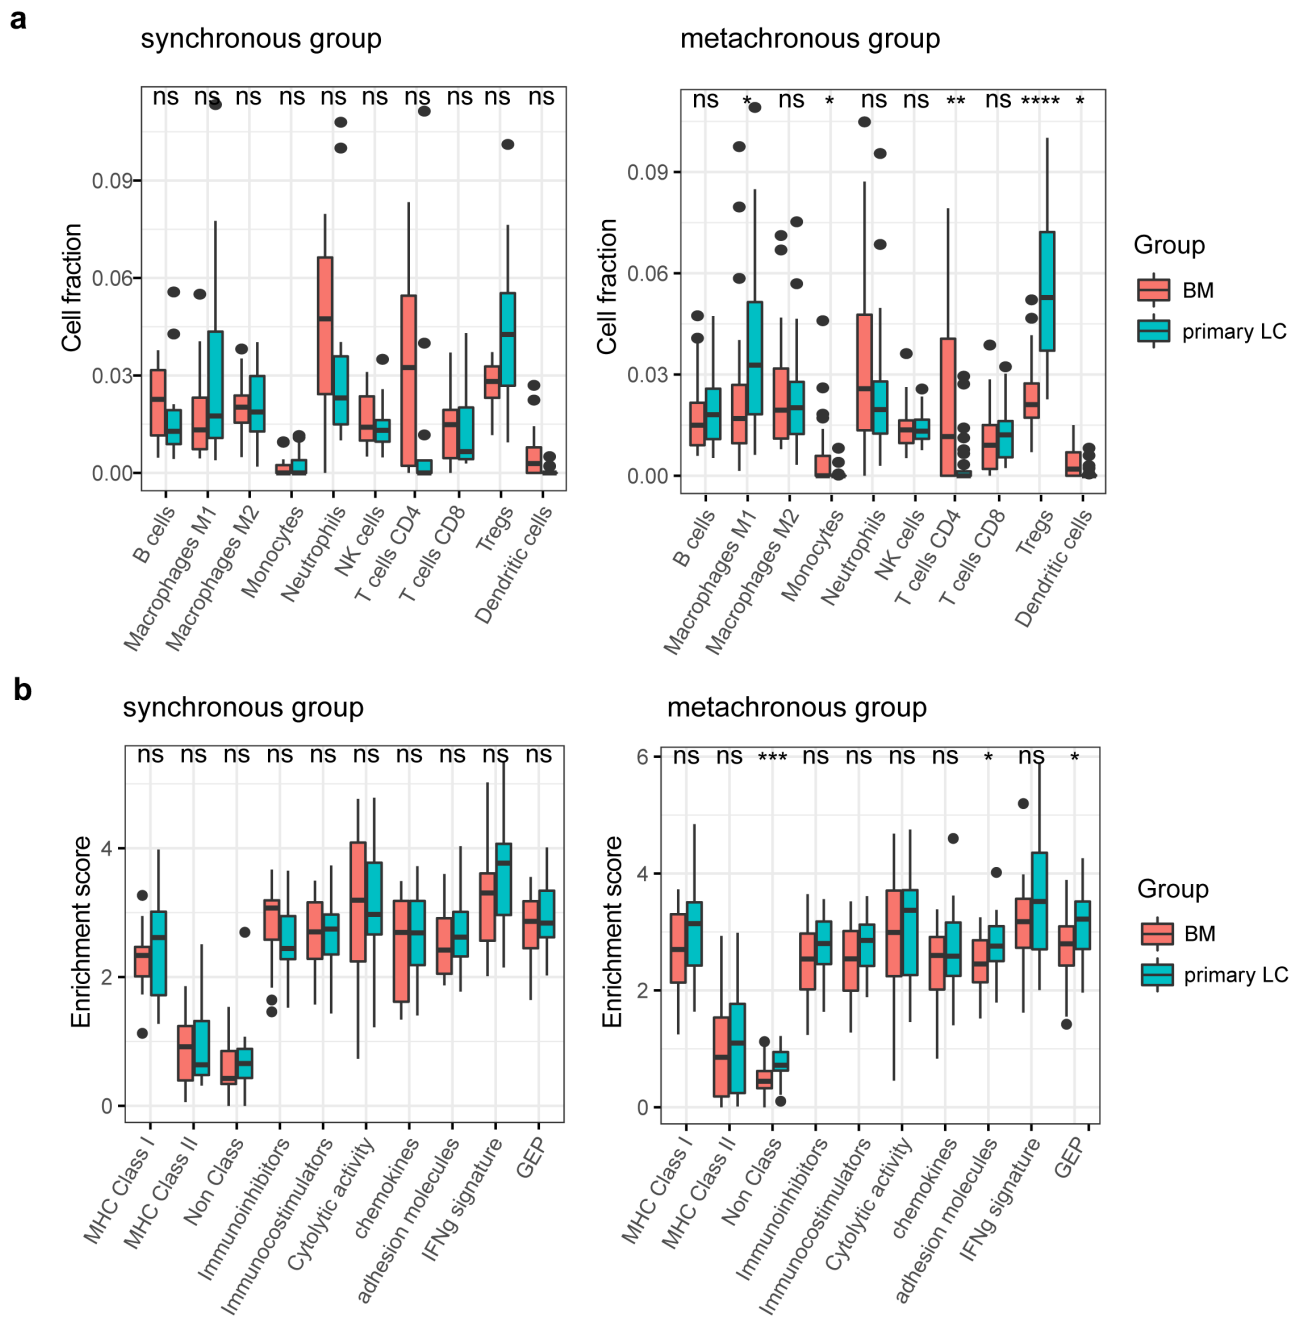 a
synchronous group
metachronous group
ns ns ns ns ns ns ns ns ns ns
ns * ns * ns ns ** ns **** *
Cell fraction
0.09
0.06
0.03
0.00
B cells
Macrophages M1
Macrophages M2
Monocytes
Neutrophils
NK cells
T cells CD4
T cells CD8
Tregs
Dendritic cells
Cell fraction
0.09
0.06
0.03
0.00
B cells
Macrophages M1
Macrophages M2
Monocytes
Neutrophils
NK cells
T cells CD4
T cells CD8
Tregs
Dendritic cells
Group
BM
primary LC
b
synchronous group
metachronous group
ns ns ns ns ns ns ns ns ns ns
ns ns *** ns ns ns ns * ns *
Enrichment score
4
2
0
MHC Class I
MHC Class II
Non Class
Immunoinhibitors
Immunocostimulators
Cytolytic activity
chemokines
adhesion molecules
IFNg signature
GEP
Enrichment score
6
4
2
0
MHC Class I
MHC Class II
Non Class
Immunoinhibitors
Immunocostimulators
Cytolytic activity
chemokines
adhesion molecules
IFNg signature
GEP
Group
BM
primary LC